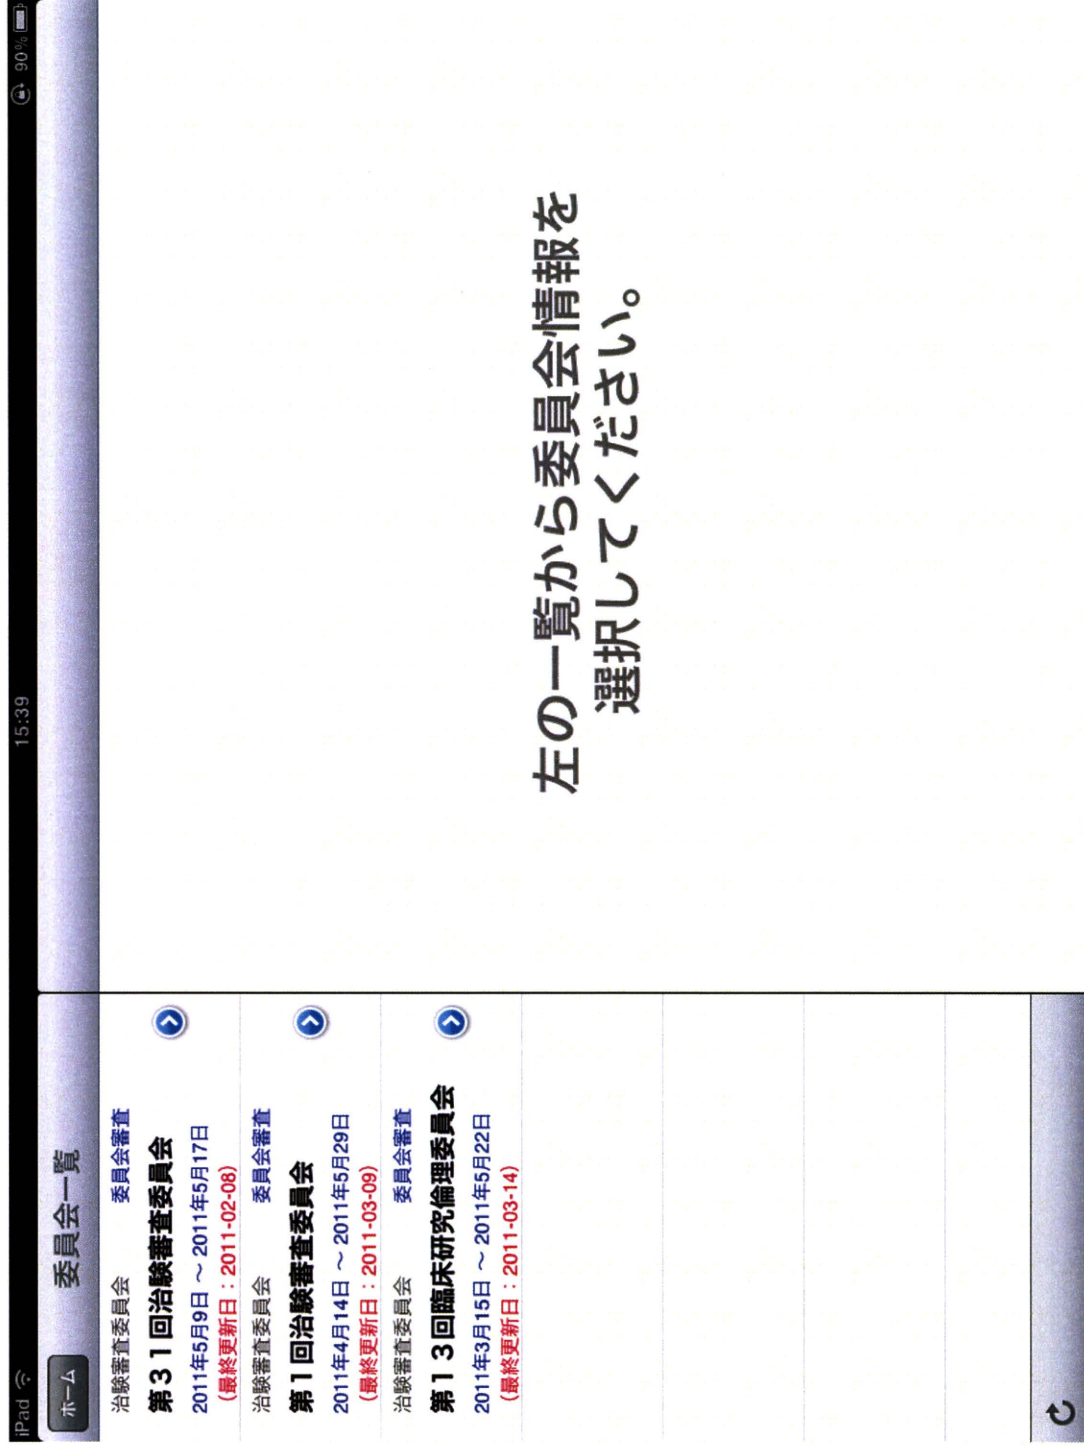 iPad
15:39
90%
ホーム
委員会一覧
治験審査委員会 委員会審査
第31回治験審査委員会
2011年5月9日 〜 2011年5月17日
(最終更新日:2011-02-08)
治験審査委員会 委員会審査
第1回治験審査委員会
2011年4月14日 〜 2011年5月29日
(最終更新日:2011-03-09)
治験審査委員会 委員会審査
第13回臨床研究倫理委員会
2011年3月15日 〜 2011年5月22日
(最終更新日:2011-03-14)
左の一覧から委員会情報を
選択してください。